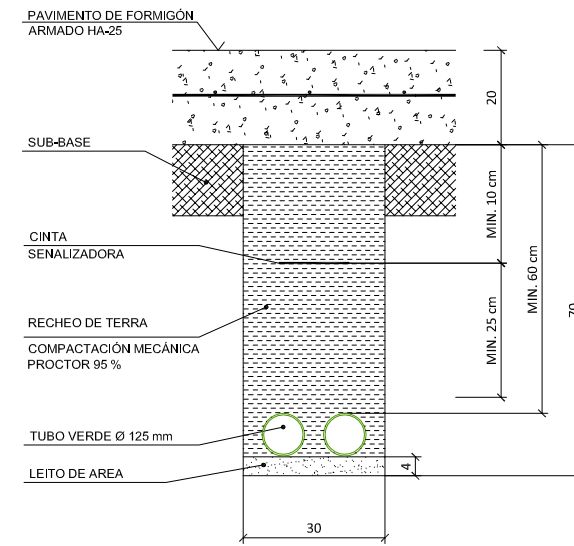 PAVIMENTO DE FORMIGÓN
ARMADO HA-25
20
SUB-BASE
MIN. 10 cm
CINTA
SENALIZADORA
MIN. 60 cm
RECHEO DE TERRA
COMPACTACIÓN MECÁNICA
PROCTOR 95 %
MIN. 25 cm
TUBO VERDE Ø 125 mm
LEITO DE AREA
4
30